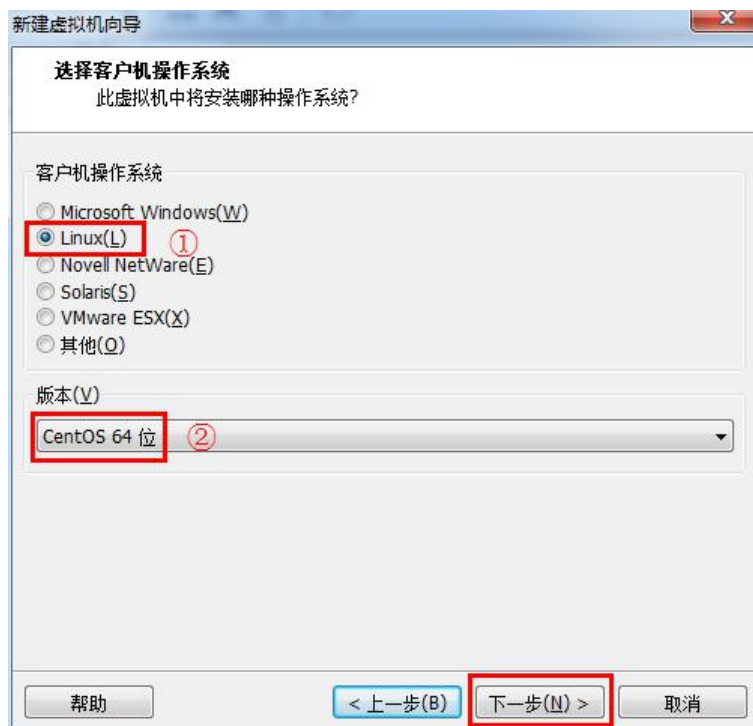 新建虚拟机向导
选择客户机操作系统
此虚拟机中将安装哪种操作系统?
客户机操作系统
Microsoft Windows(W)
Linux(L) ①
Novell NetWare(E)
Solaris(S)
VMware ESX(X)
其他(O)
版本(V)
CentOS 64 位 ②
帮助 < 上一步(B) 下一步(N) > 取消